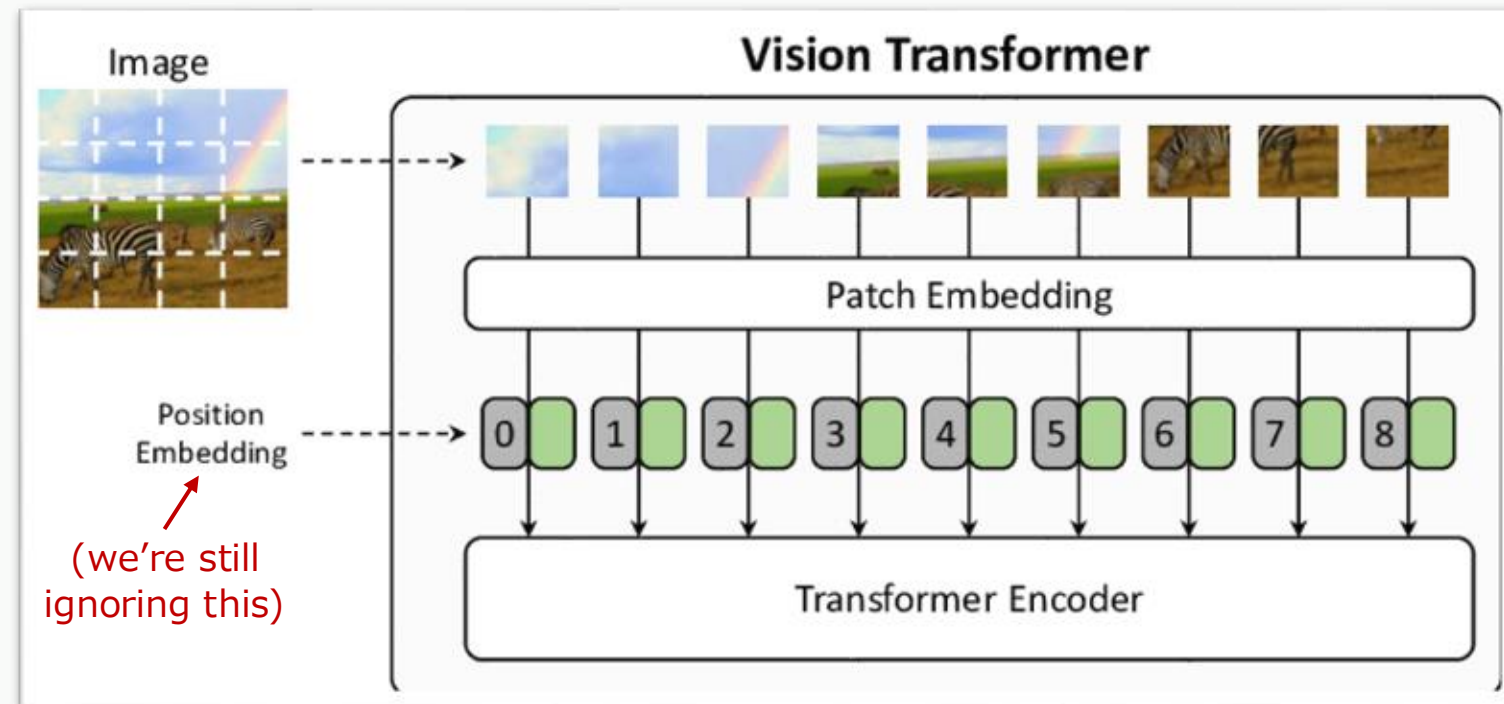 Vision Transformer
Image
Patch Embedding
Position
Embedding
0 1 2 3 4 5 6 7 8
(we're still
ignoring this)
Transformer Encoder